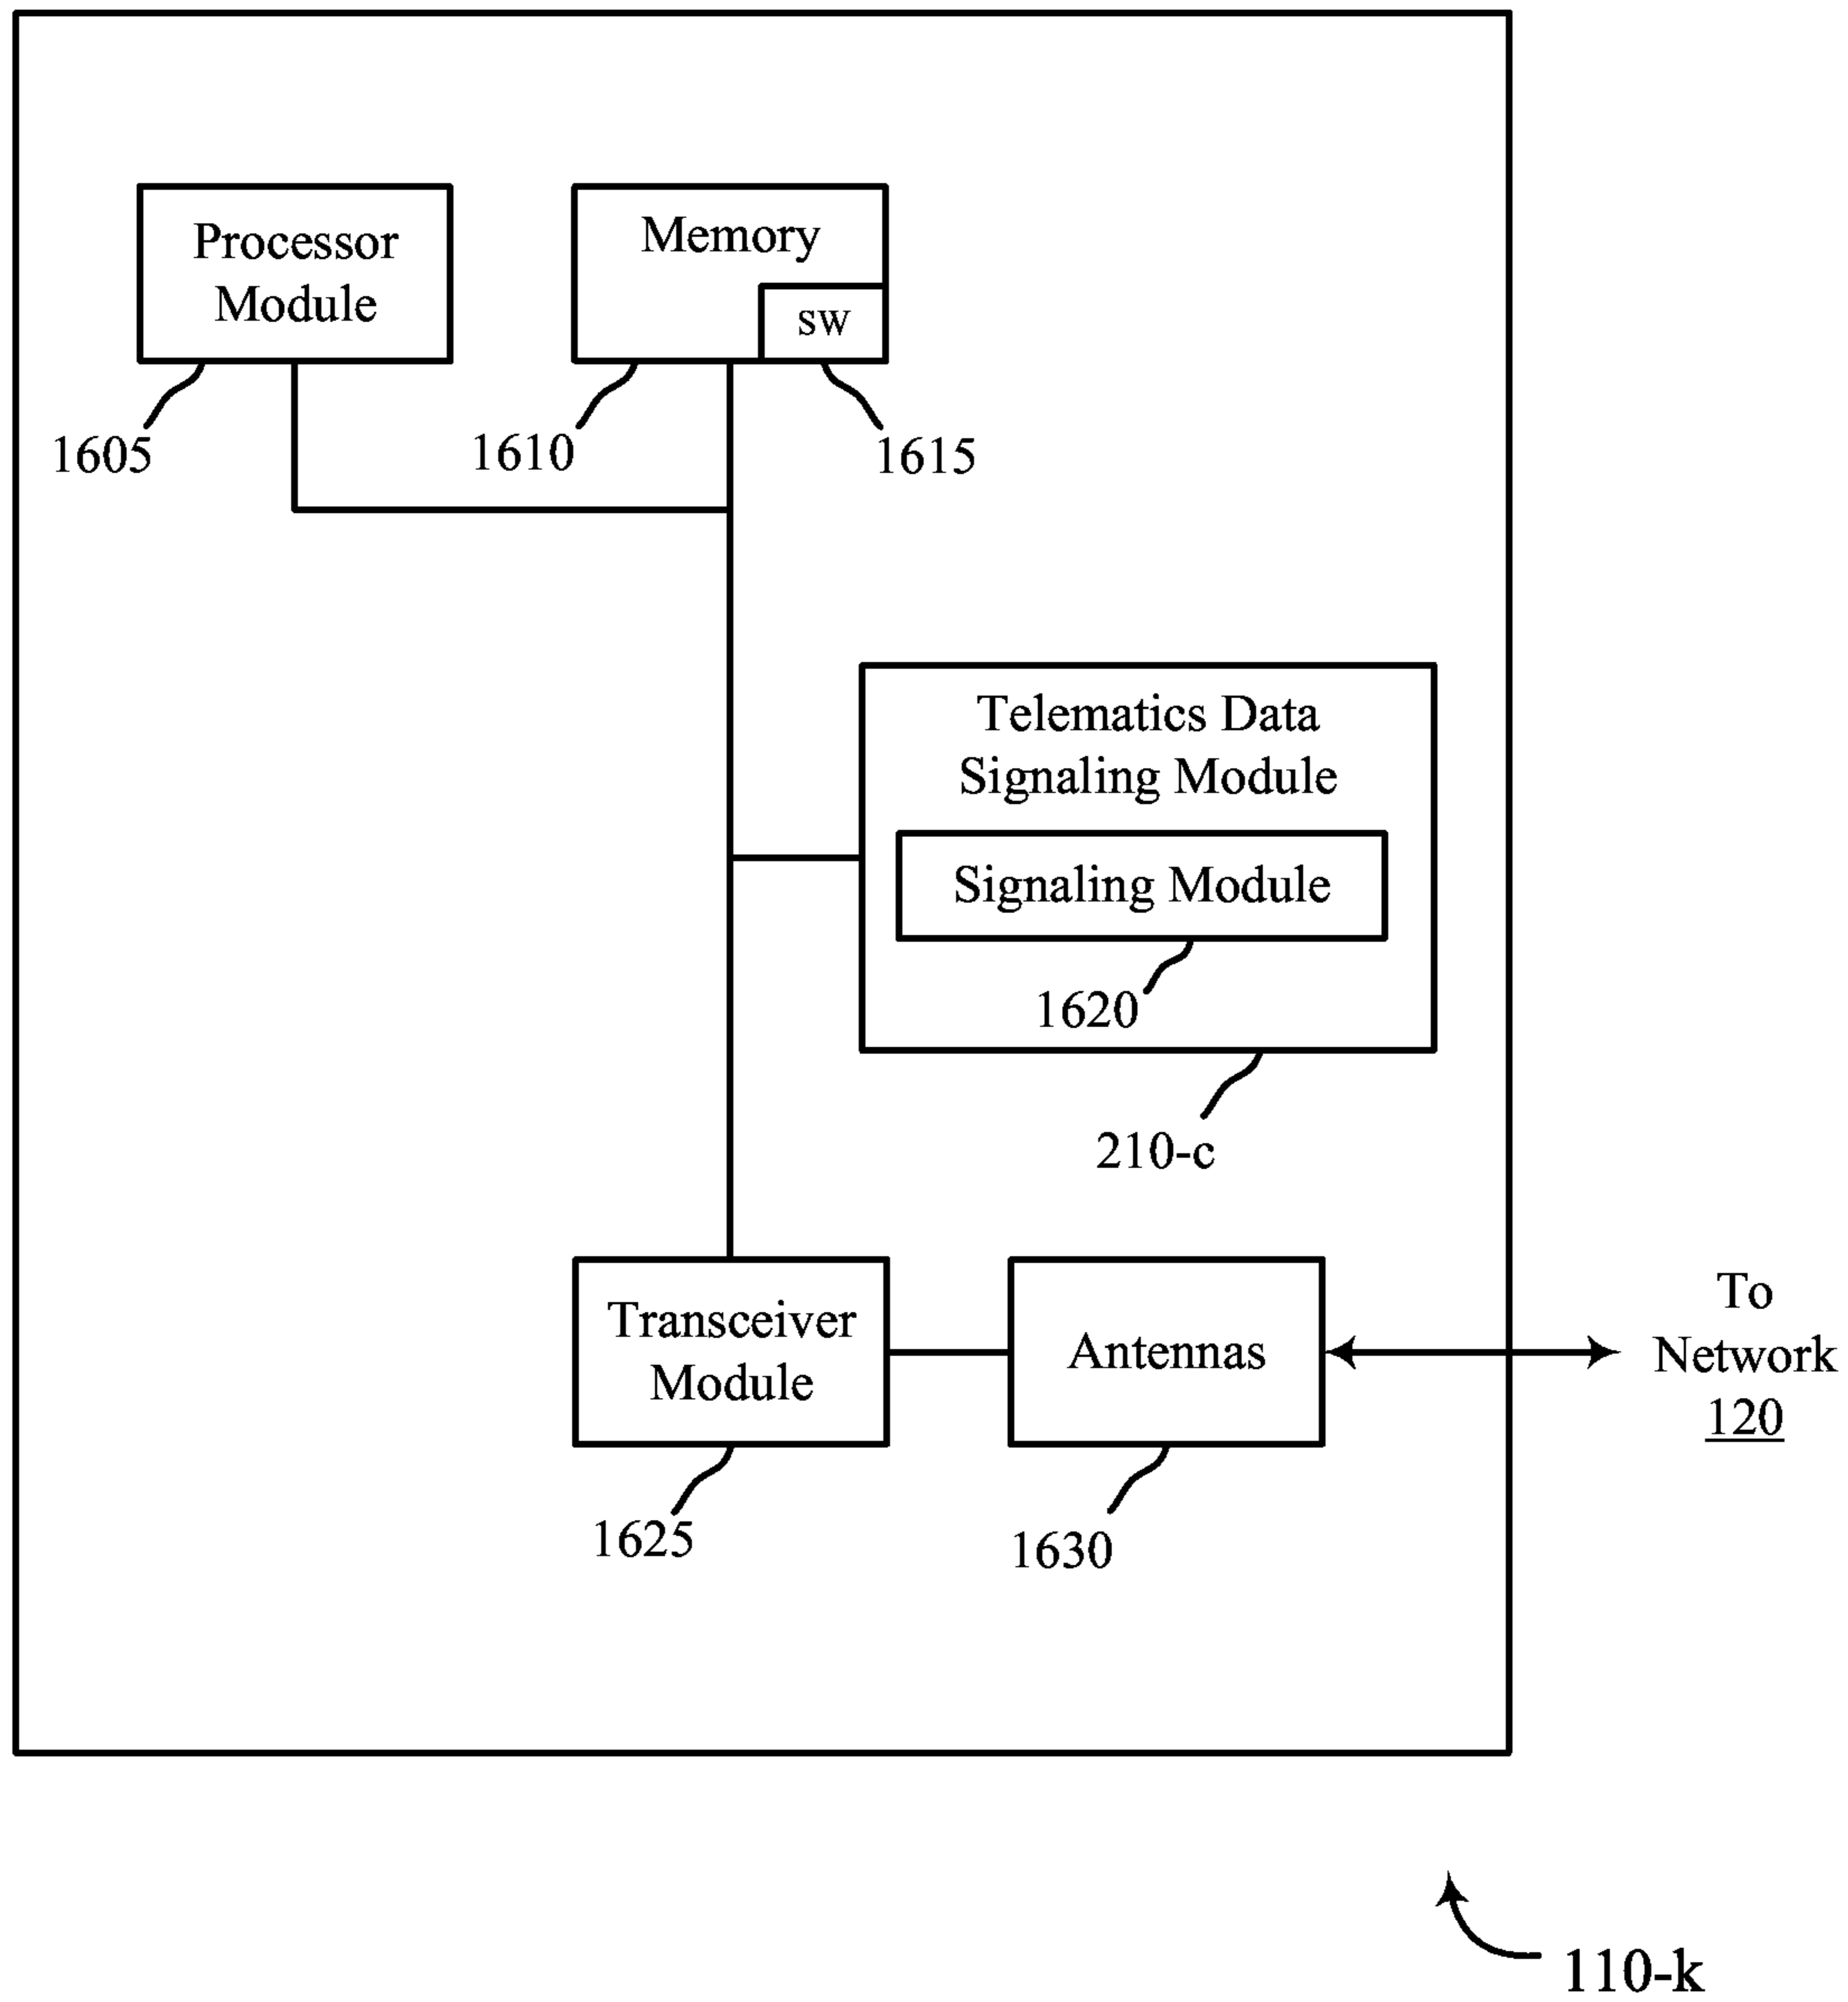 Processor
Module
Memory
SW
1605
1610
1615
Telematics Data
Signaling Module
Signaling Module
1620
210-c
Transceiver
Module
Antennas
To
Network
120
1625
1630
110-k